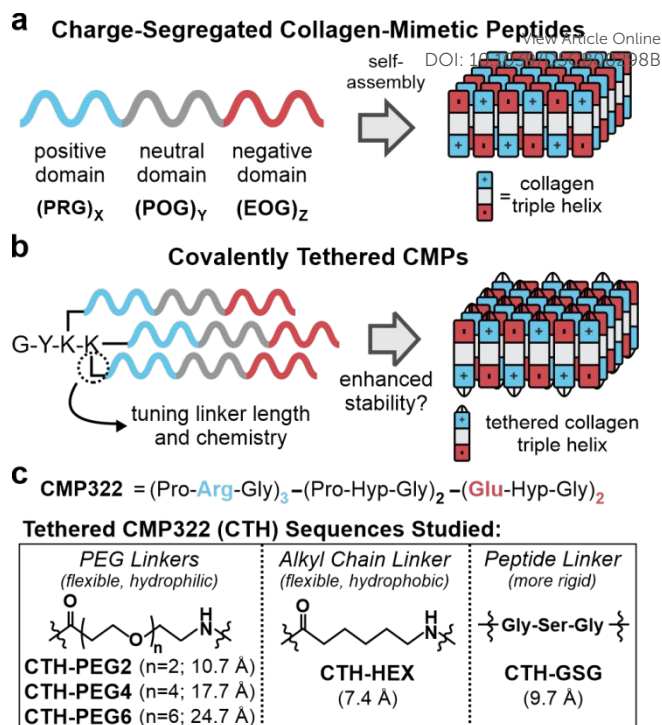 a Charge-Segregated Collagen-Mimetic Peptides
View Article Online
DOI: 10
98B
self-
assembly
positive
domain
neutral
domain
negative
domain
(PRG)X
(POG)Y
(EOG)Z
= collagen
triple helix
b Covalently Tethered CMPs
G-Y-K-K
tuning linker length
and chemistry
enhanced
stability?
tethered collagen
triple helix
c CMP322 = (Pro-Arg-Gly)3–(Pro-Hyp-Gly)2–(Glu-Hyp-Gly)2
Tethered CMP322 (CTH) Sequences Studied:
PEG Linkers
(flexible, hydrophilic)
O
O
n
H
N
CTH-PEG2 (n=2; 10.7 Å)
CTH-PEG4 (n=4; 17.7 Å)
CTH-PEG6 (n=6; 24.7 Å)
Alkyl Chain Linker
(flexible, hydrophobic)
O
H
N
CTH-HEX
(7.4 Å)
Peptide Linker
(more rigid)
Gly-Ser-Gly
CTH-GSG
(9.7 Å)